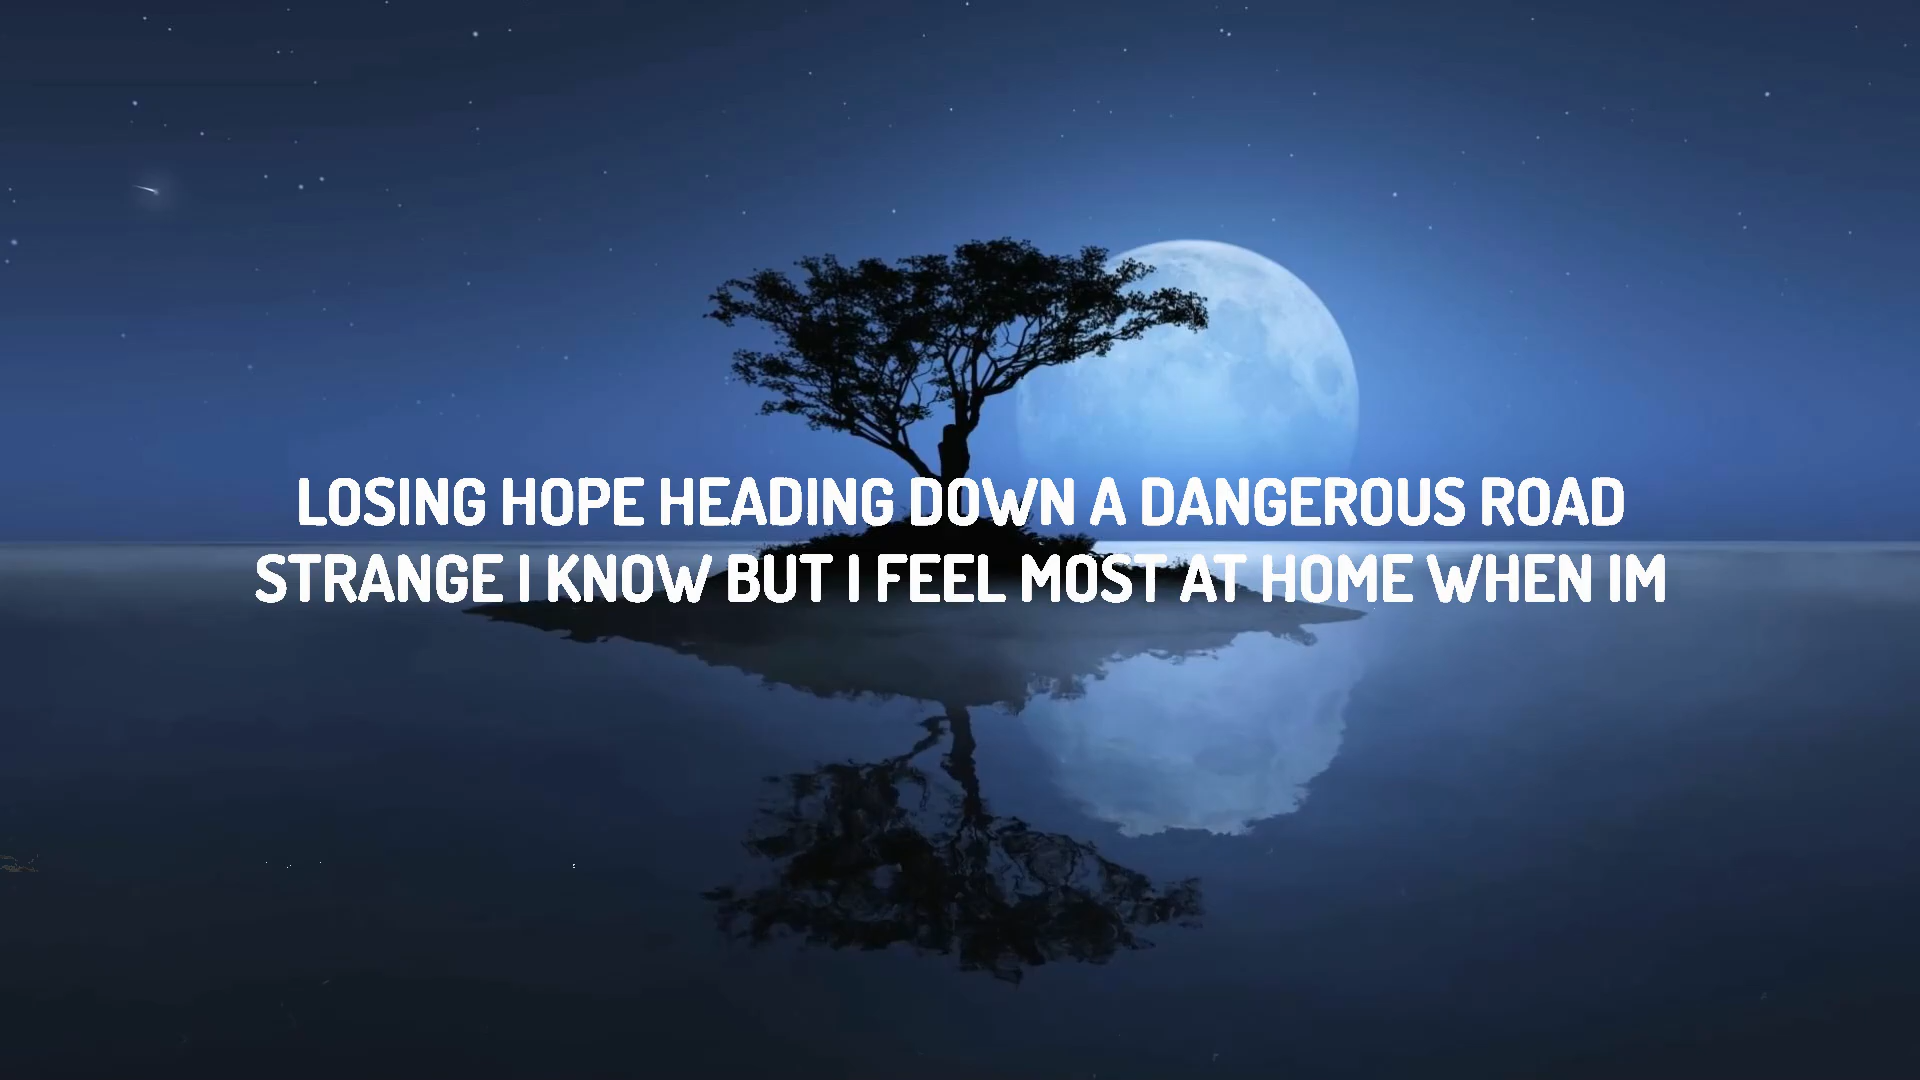 LOSING HOPE HEADING DOWN A DANGEROUS ROAD
STRANGE I KNOW BUT I FEEL MOST AT HOME WHEN IM